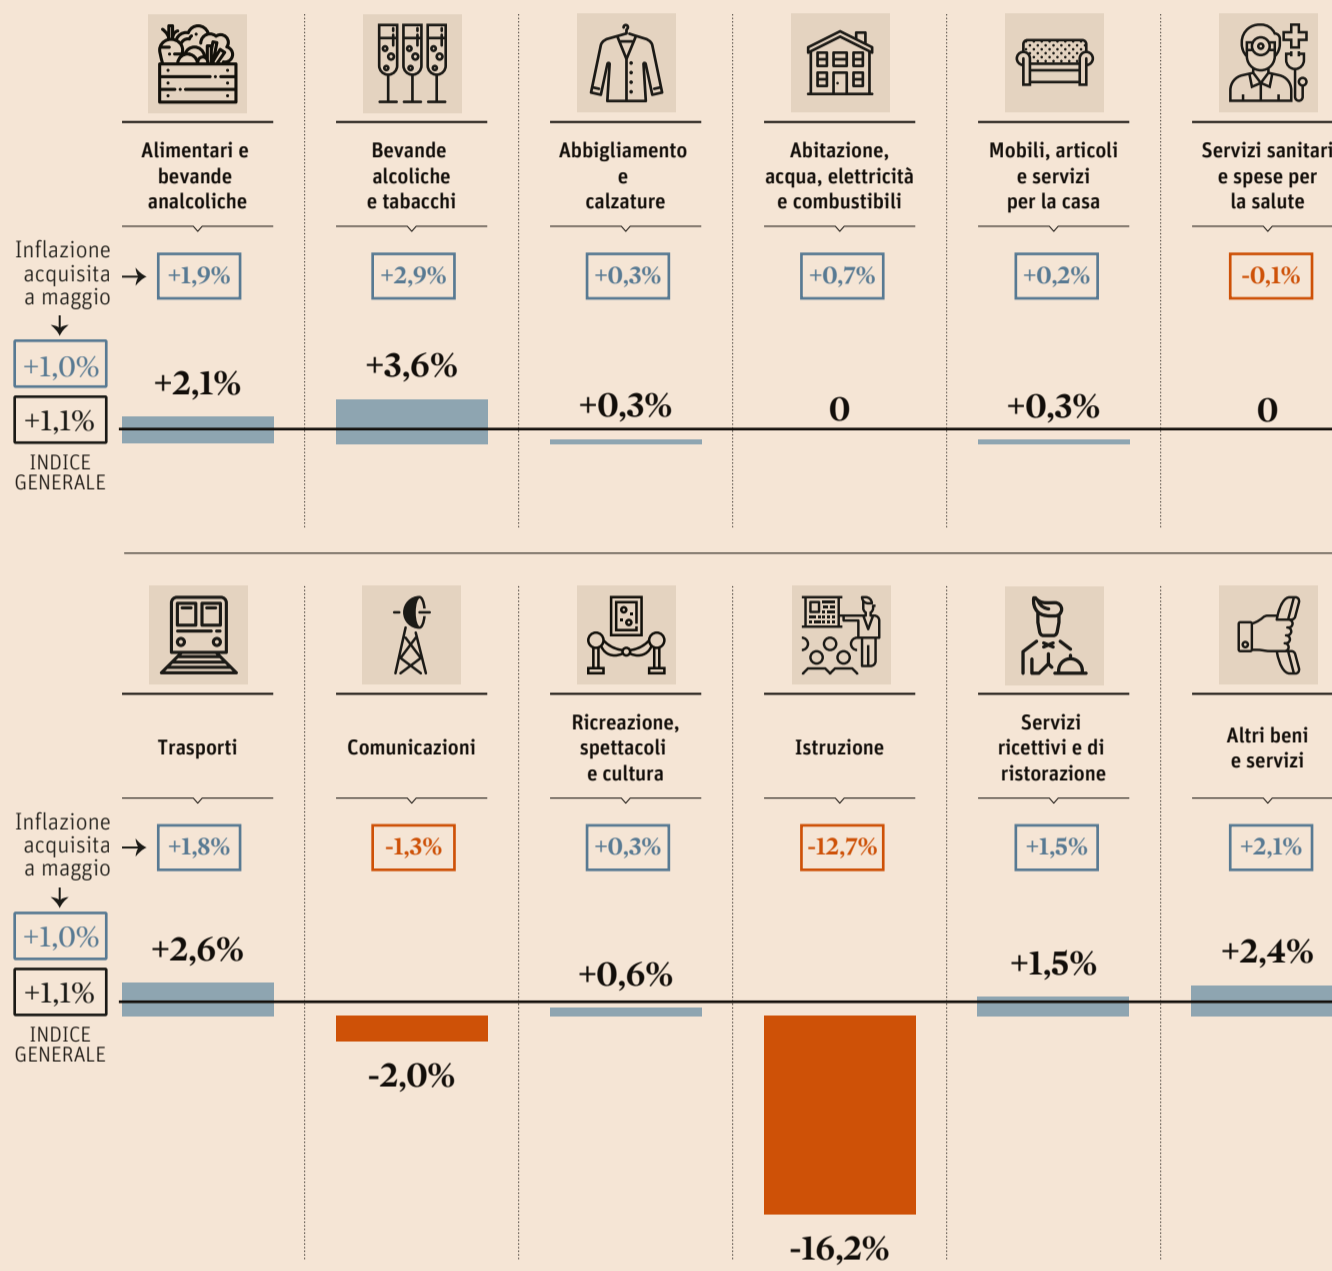 Alimentari e
bevande
analcoliche
Bevande
alcoliche
e tabacchi
Abbigliamento
e
calzature
Abitazione,
acqua, elettricità
e combustibili
Mobili, articoli
e servizi
per la casa
Servizi sanitari
e spese per
la salute
Inflazione
acquisita
a maggio
+1,9%
+2,9%
+0,3%
+0,7%
+0,2%
-0,1%
+1,0%
+1,1%
INDICE
GENERALE
+2,1%
+3,6%
+0,3%
0
+0,3%
0
Trasporti
Comunicazioni
Ricreazione,
spettacoli
e cultura
Istruzione
Servizi
ricettivi e di
ristorazione
Altri beni
e servizi
Inflazione
acquisita
a maggio
+1,8%
-1,3%
+0,3%
-12,7%
+1,5%
+2,1%
+1,0%
+1,1%
INDICE
GENERALE
+2,6%
-2,0%
+0,6%
-16,2%
+1,5%
+2,4%